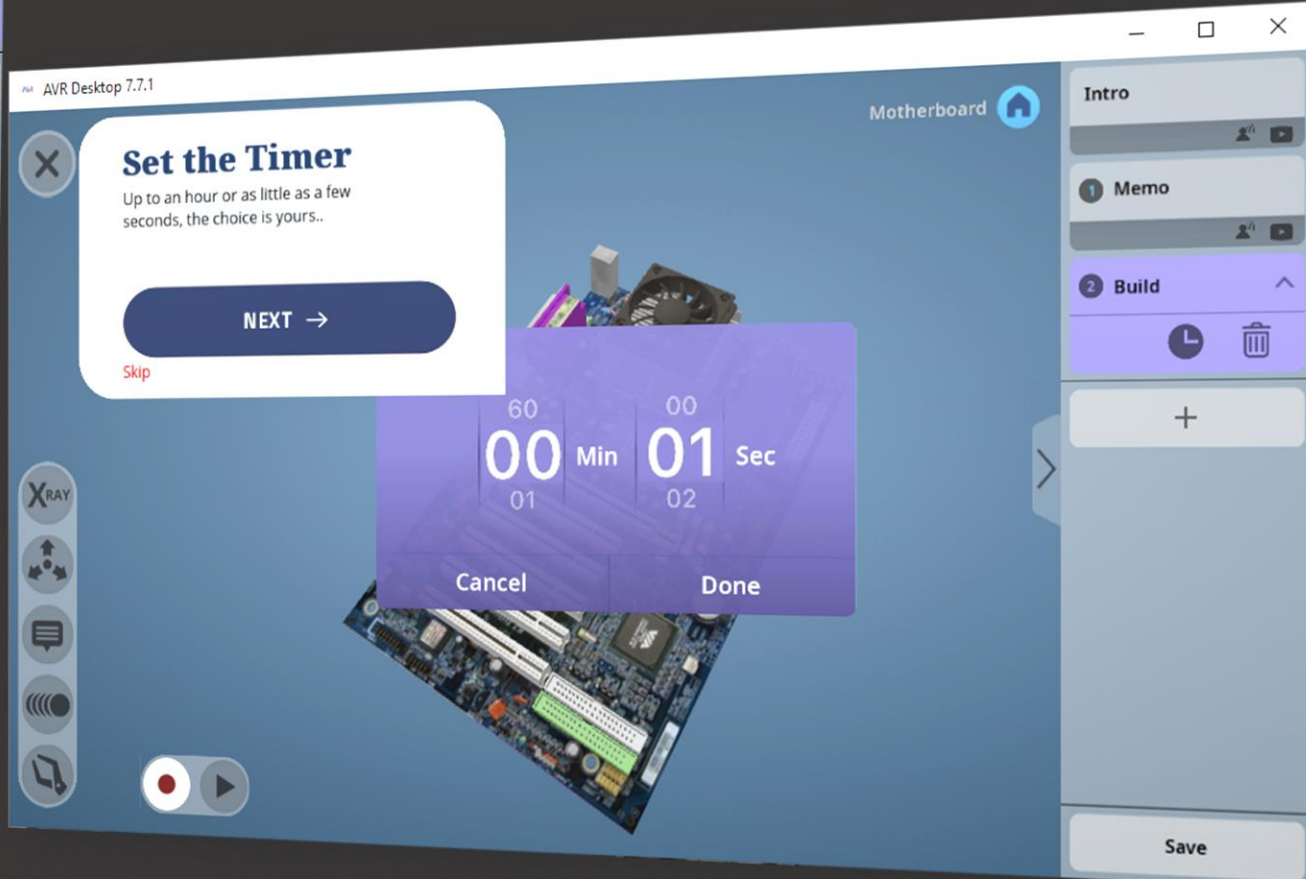 AVR Desktop 7.7.1
Set the Timer
Up to an hour or as little as a few
seconds, the choice is yours..
NEXT
Skip
Motherboard
Intro
1 Memo
2 Build
60 00
00 Min 01 Sec
01 02
Cancel Done
XRAY
Save